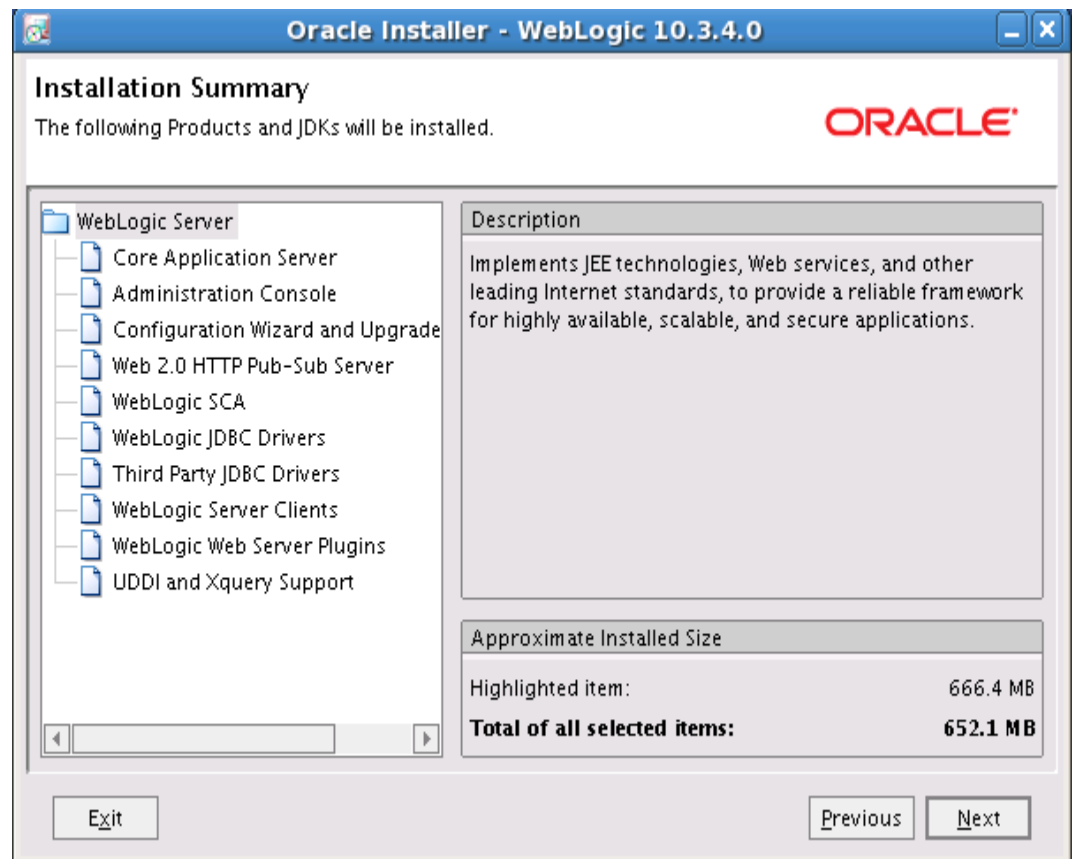 Oracle Installer - WebLogic 10.3.4.0
Installation Summary
The following Products and JDKs will be installed.
ORACLE
WebLogic Server
Core Application Server
Administration Console
Configuration Wizard and Upgrade
Web 2.0 HTTP Pub-Sub Server
WebLogic SCA
WebLogic JDBC Drivers
Third Party JDBC Drivers
WebLogic Server Clients
WebLogic Web Server Plugins
UDDI and Xquery Support
Description
Implements JEE technologies, Web services, and other
leading Internet standards, to provide a reliable framework
for highly available, scalable, and secure applications.
Approximate Installed Size
Highlighted item: 666.4 MB
Total of all selected items: 652.1 MB
Exit Previous Next